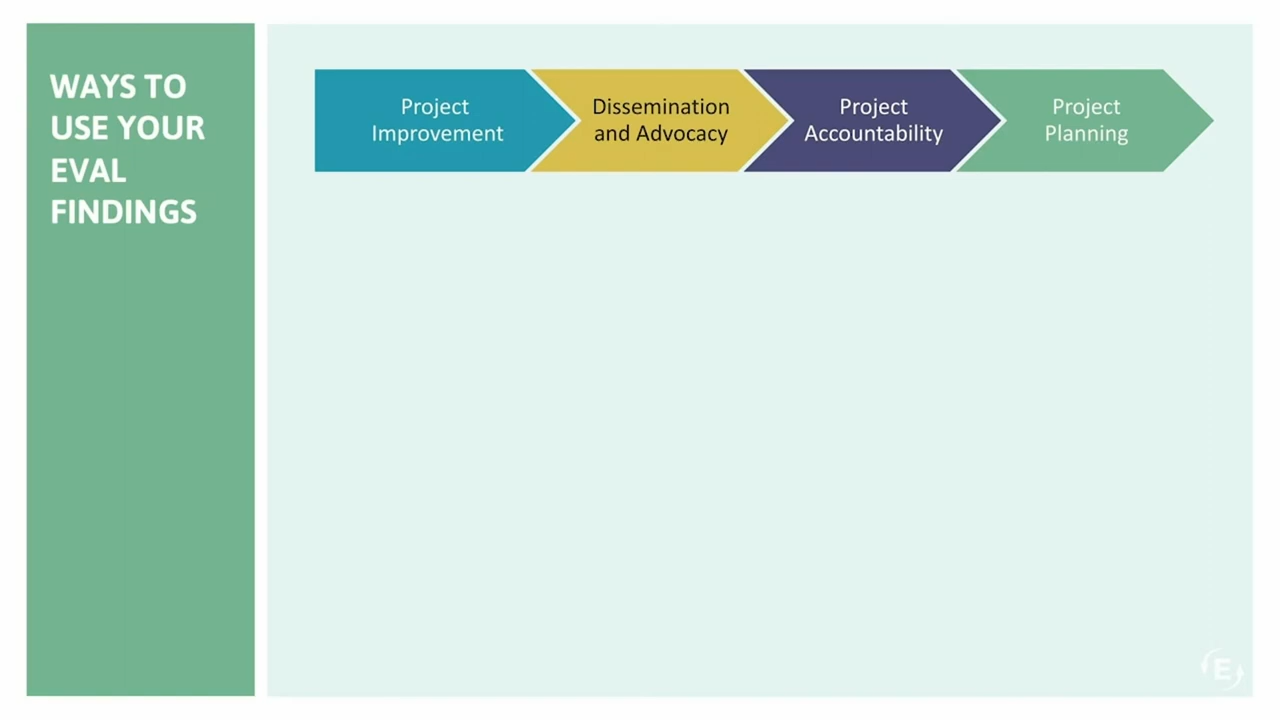 WAYS TO
USE YOUR
EVAL
FINDINGS
Project
Improvement
Dissemination
and Advocacy
Project
Accountability
Project
Planning
E